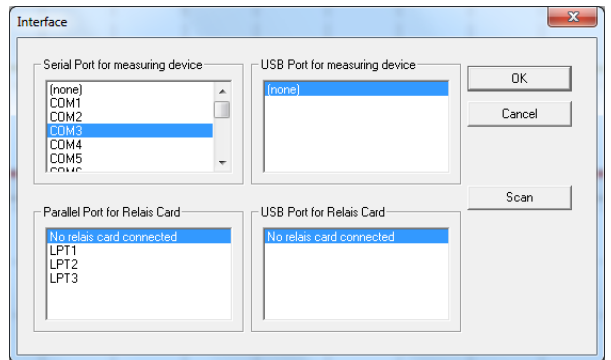 Interface
Serial Port for measuring device
(none)
COM1
COM2
COM3
COM4
COM5
USB Port for measuring device
(none)
OK
Cancel
Scan
Parallel Port for Relais Card
No relais card connected
LPT1
LPT2
LPT3
USB Port for Relais Card
No relais card connected